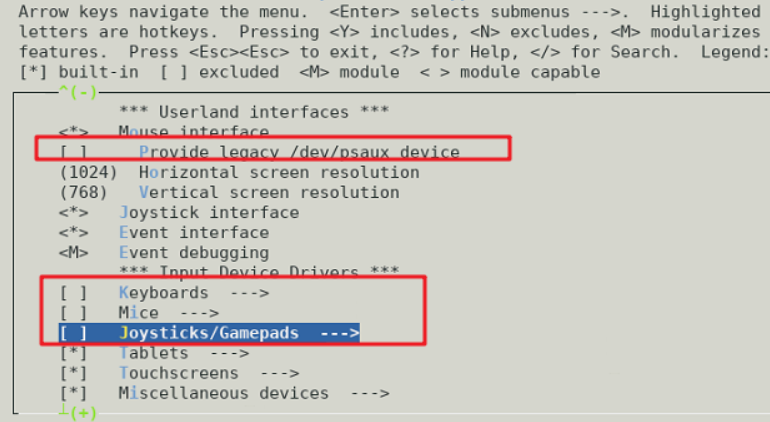 Arrow keys navigate the menu.  <Enter> selects submenus --->.  Highlighted
letters are hotkeys.  Pressing <Y> includes, <N> excludes, <M> modularizes
features.  Press <Esc><Esc> to exit, <?> for Help, </> for Search.  Legend:
[*] built-in  [ ] excluded  <M> module  < > module capable
^(-)
*** Userland interfaces ***
<*>   Mouse interface
[ ]     Provide legacy /dev/psaux device
(1024)  Horizontal screen resolution
(768)   Vertical screen resolution
<*>   Joystick interface
<*>   Event interface
<M>   Event debugging
*** Input Device Drivers ***
[ ]   Keyboards  --->
[ ]   Mice  --->
[ ]   Joysticks/Gamepads  --->
[*]   Tablets  --->
[*]   Touchscreens  --->
[*]   Miscellaneous devices  --->
┴(+)